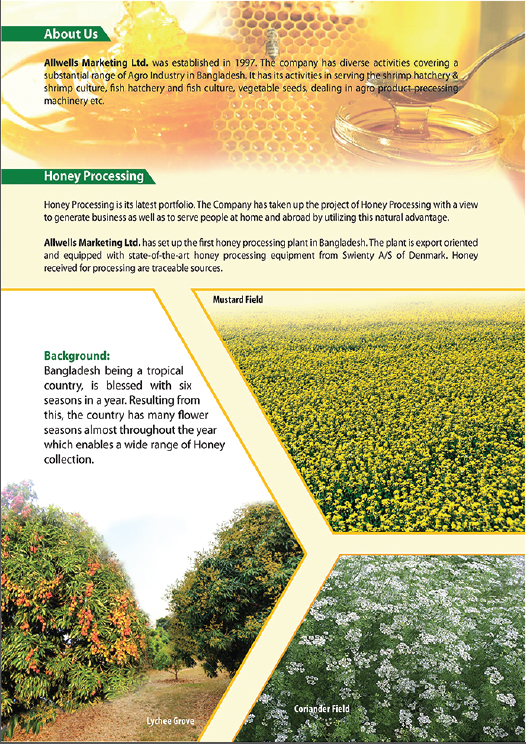 About Us
Allwells Marketing Ltd. was established in 1997. The company has diverse activities covering a
substantial range of Agro Industry in Bangladesh. It has its activities in serving the shrimp hatchery &
shrimp culture, fish hatchery and fish culture, vegetable seeds, dealing in agro product precessing
machinery etc.
Honey Processing
Honey Processing is its latest portfolio. The Company has taken up the project of Honey Processing with a view
to generate business as well as to serve people at home and abroad by utilizing this natural advantage.
Allwells Marketing Ltd. has set up the first honey processing plant in Bangladesh. The plant is export oriented
and equipped with state-of-the-art honey processing equipment from Swienty A/S of Denmark. Honey
received for processing are traceable sources.
Mustard Field
Background:
Bangladesh being a tropical
country, is blessed with six
seasons in a year. Resulting from
this, the country has many flower
seasons almost throughout the year
which enables a wide range of Honey
collection.
Coriander Field
Lychee Grove